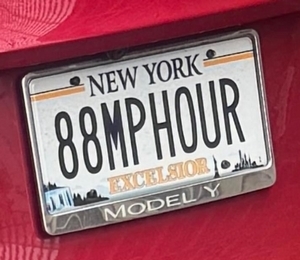 NEW YORK
88MPHOUR
EXCELSIOR
MODEL Y